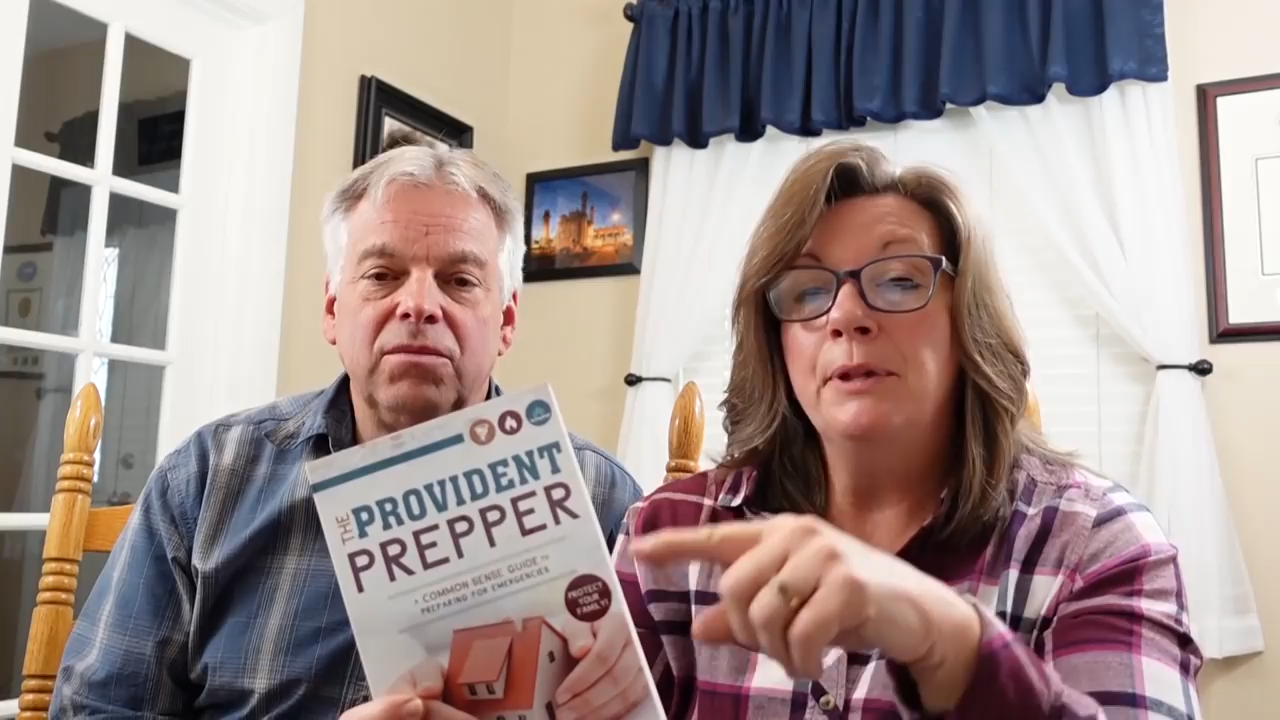 THE
PROVIDENT
PREPPER
A COMMON SENSE GUIDE TO
PREPARING FOR EMERGENCIES
PROTECT
YOUR
FAMILY!